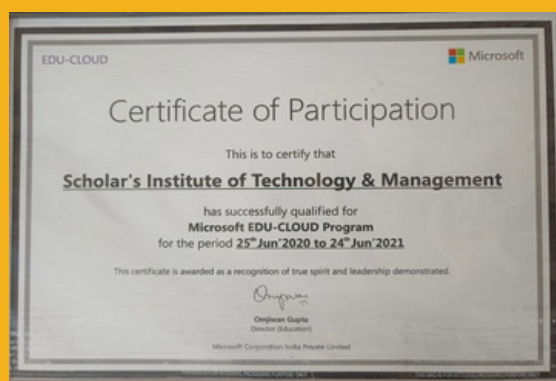 EDU-CLOUD
Microsoft
Certificate of Participation
This is to certify that
Scholar's Institute of Technology & Management
has successfully qualified for
Microsoft EDU-CLOUD Program
for the period 25th Jun'2020 to 24th Jun'2021
This certificate is awarded as a recognition of true spirit and leadership demonstrated.
Omjiwan Gupta
Director (Education)
Microsoft Corporation India Private Limited